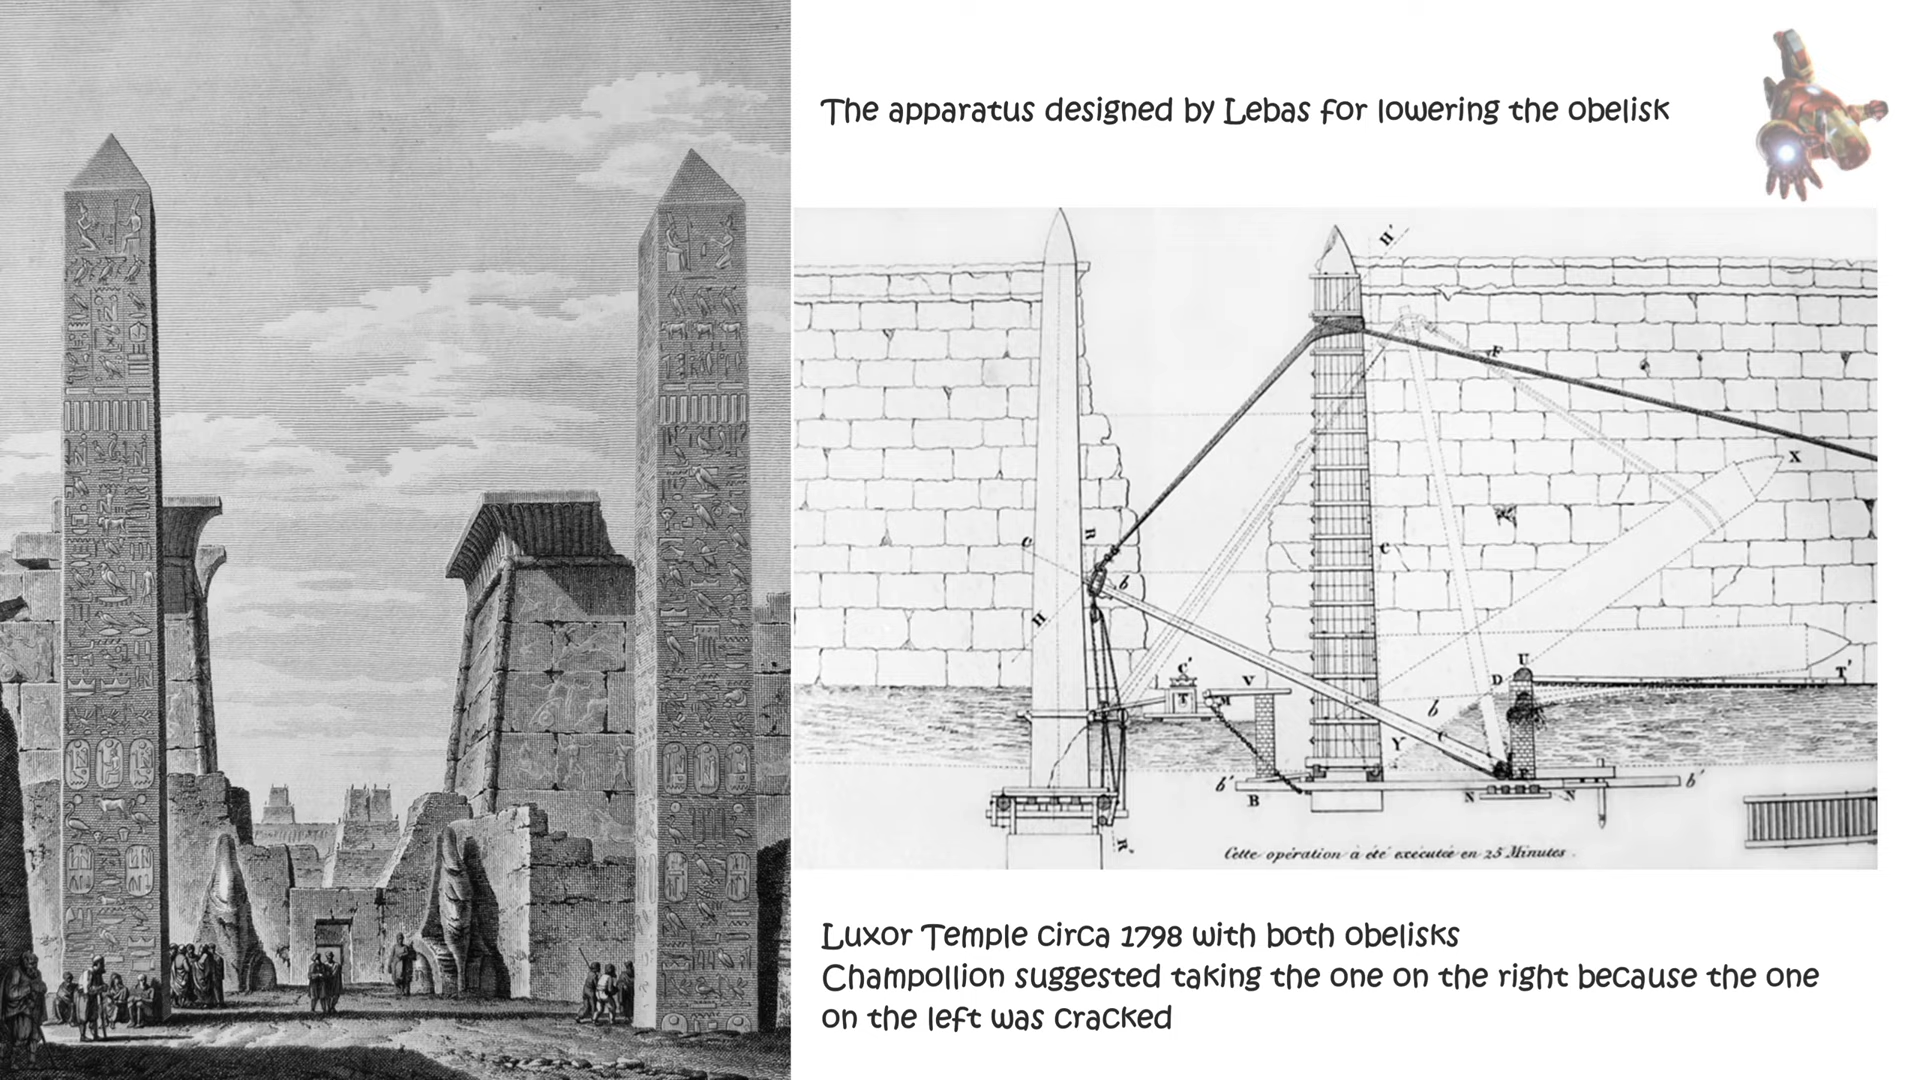 The apparatus designed by Lebas for lowering the obelisk
H'
F
X
C
R
b
C
H
C'
T
V
M
U
D
T'
b
Y
b'
B
N
N
b'
R
Cette opération a été exécutée en 25 Minutes.
Luxor Temple circa 1798 with both obelisks
Champollion suggested taking the one on the right because the one
on the left was cracked